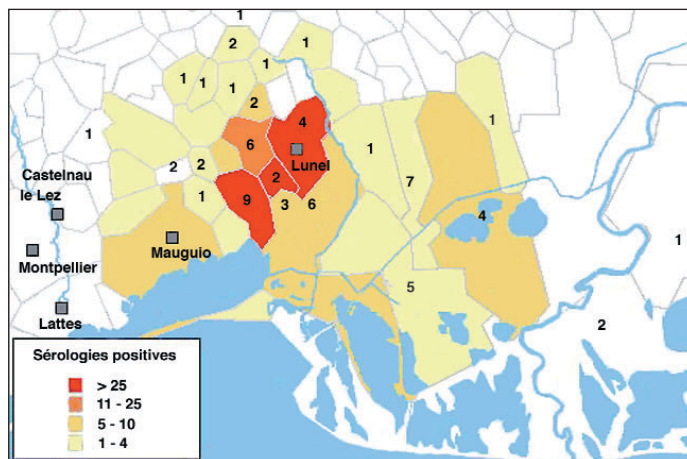 1
2
1
1
1
1
1
2
4
1
1
6
Lunel
1
2
2
2
7
Castelnau
le Lez
1
9
3
6
4
Mauguio
1
Montpellier
5
Lattes
2
Sérologies positives
> 25
11 - 25
5 - 10
1 - 4